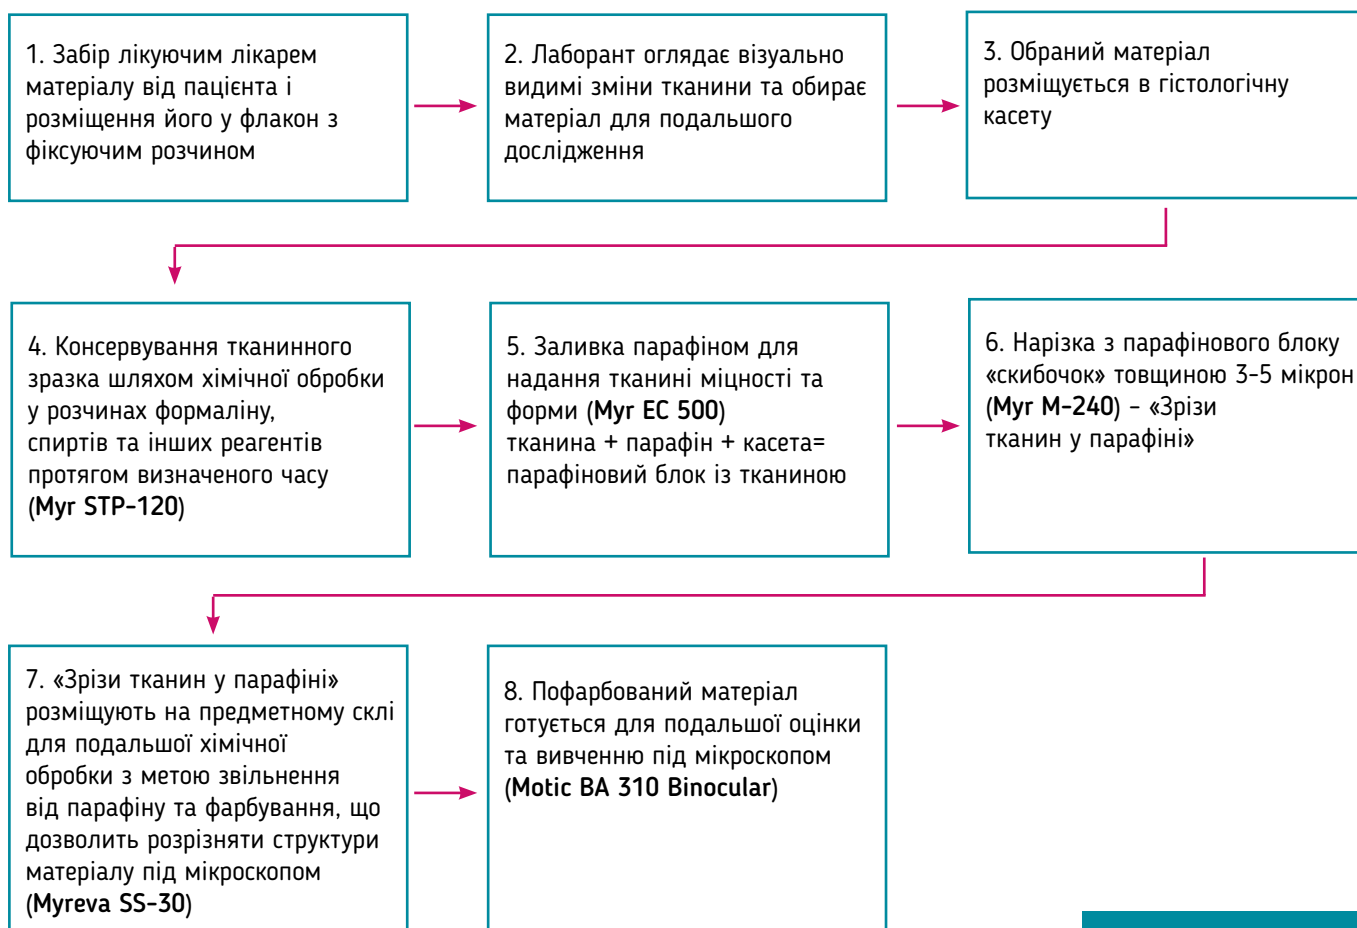 1. Забір лікуючим лікарем
матеріалу від пацієнта і
розміщення його у флакон з
фіксуючим розчином
2. Лаборант оглядає візуально
видимі зміни тканини та обирає
матеріал для подальшого
дослідження
3. Обраний матеріал
розміщується в гістологічну
касету
4. Консервування тканинного
зразка шляхом хімічної обробки
у розчинах формаліну,
спиртів та інших реагентів
протягом визначеного часу
(Myr STP-120)
5. Заливка парафіном для
надання тканині міцності та
форми (Myr EC 500)
тканина + парафін + касета=
парафіновий блок із тканиною
6. Нарізка з парафінового блоку
«скибочок» товщиною 3-5 мікрон
(Myr M-240) - «Зрізи
тканин у парафіні»
7. «Зрізи тканин у парафіні»
розміщують на предметному склі
для подальшої хімічної
обробки з метою звільнення
від парафіну та фарбування, що
дозволить розрізняти структури
матеріалу під мікроскопом
(Myreva SS-30)
8. Пофарбований матеріал
готується для подальшої оцінки
та вивченню під мікроскопом
(Motic BA 310 Binocular)